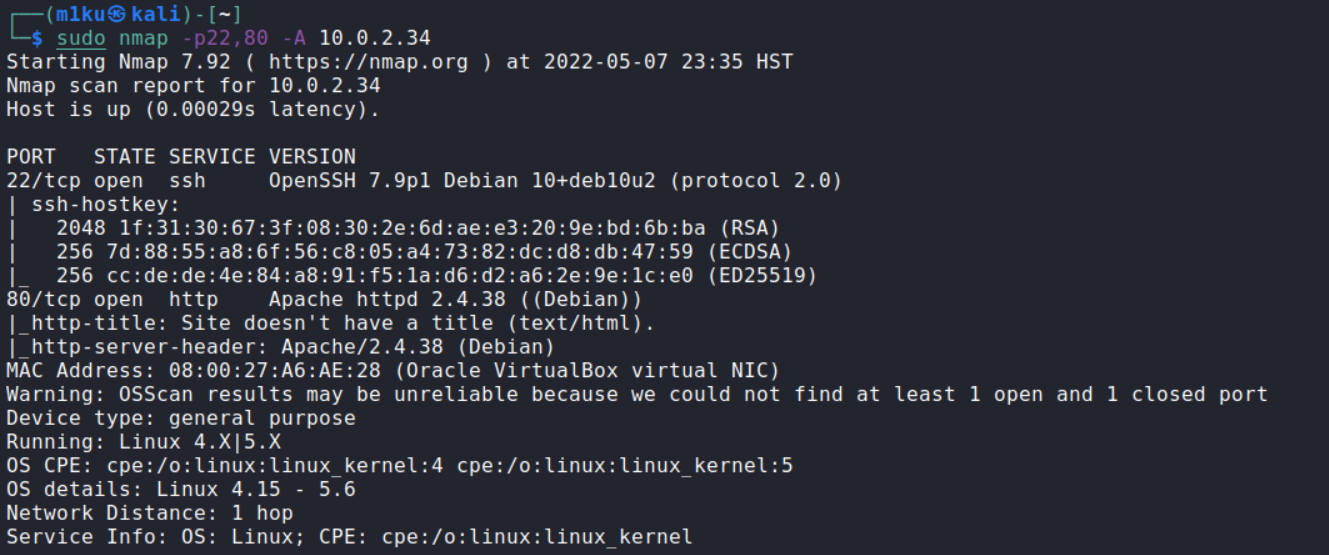 ┌──(m1ku㉿kali)-[~]
└─$ sudo nmap -p22,80 -A 10.0.2.34
Starting Nmap 7.92 ( https://nmap.org ) at 2022-05-07 23:35 HST
Nmap scan report for 10.0.2.34
Host is up (0.00029s latency).

PORT   STATE SERVICE VERSION
22/tcp open  ssh     OpenSSH 7.9p1 Debian 10+deb10u2 (protocol 2.0)
| ssh-hostkey:
|   2048 1f:31:30:67:3f:08:30:2e:6d:ae:e3:20:9e:bd:6b:ba (RSA)
|   256 7d:88:55:a8:6f:56:c8:05:a4:73:82:dc:d8:db:47:59 (ECDSA)
|_  256 cc:de:de:4e:84:a8:91:f5:1a:d6:d2:a6:2e:9e:1c:e0 (ED25519)
80/tcp open  http    Apache httpd 2.4.38 ((Debian))
|_http-title: Site doesn't have a title (text/html).
|_http-server-header: Apache/2.4.38 (Debian)
MAC Address: 08:00:27:A6:AE:28 (Oracle VirtualBox virtual NIC)
Warning: OSScan results may be unreliable because we could not find at least 1 open and 1 closed port
Device type: general purpose
Running: Linux 4.X|5.X
OS CPE: cpe:/o:linux:linux_kernel:4 cpe:/o:linux:linux_kernel:5
OS details: Linux 4.15 - 5.6
Network Distance: 1 hop
Service Info: OS: Linux; CPE: cpe:/o:linux:linux_kernel